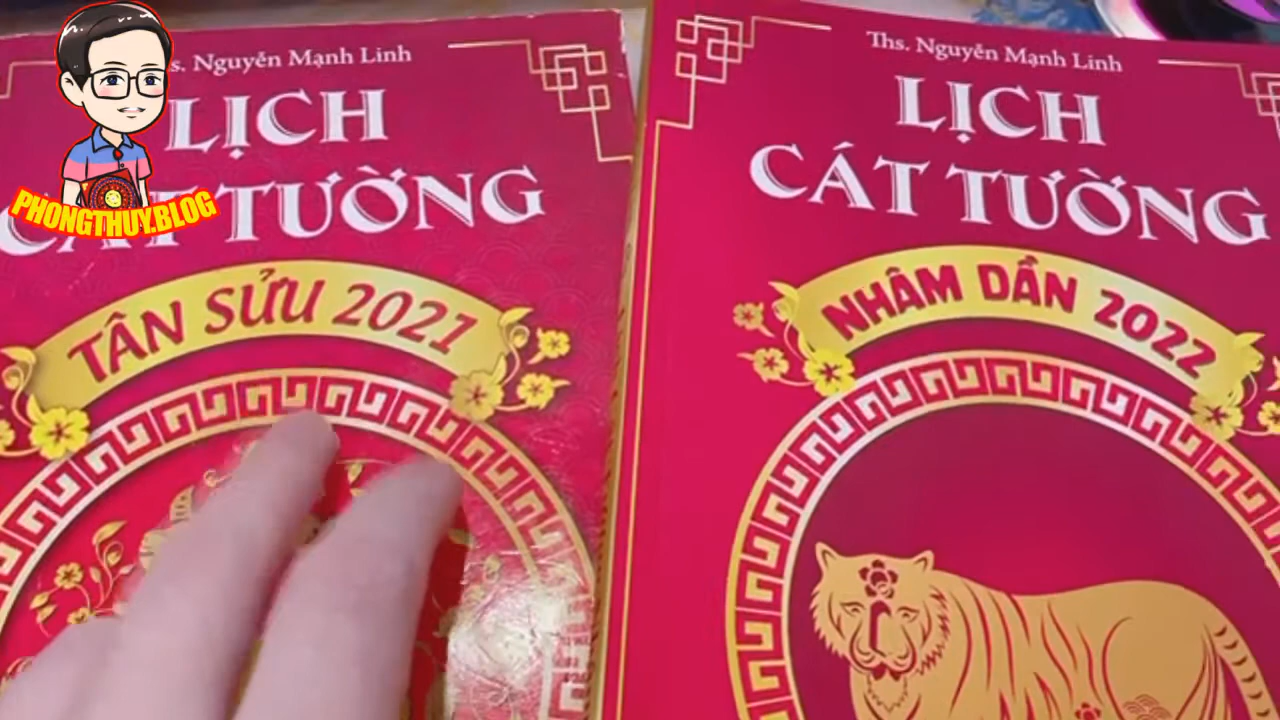 s. Nguyễn Mạnh Linh
LỊCH
CÁT TƯỜNG
TÂN SỬU 2021
PHONGTHUY.BLOG
Ths. Nguyễn Mạnh Linh
LỊCH
CÁT TƯỜNG
NHÂM DẦN 2022